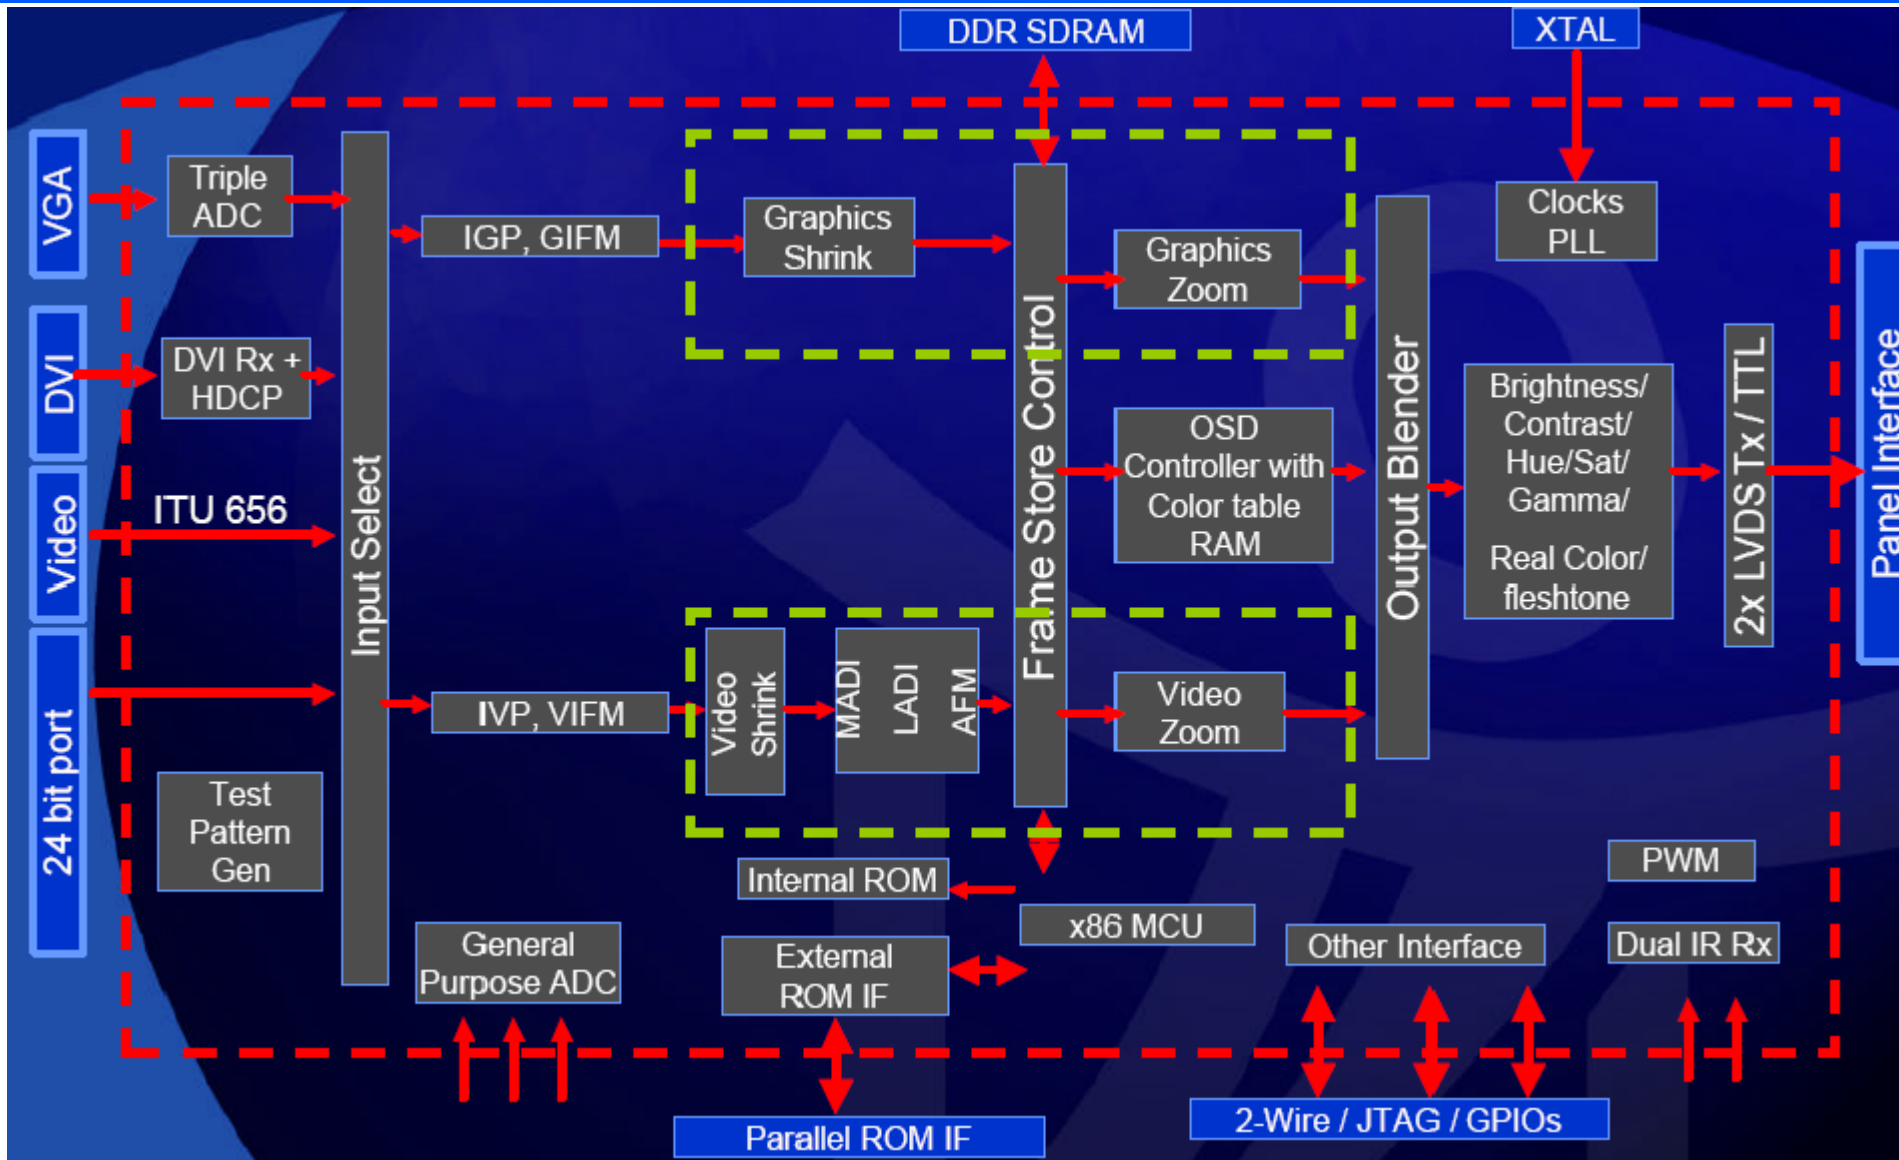 DDR SDRAM
XTAL
VGA
Triple
ADC
DVI
DVI Rx +
HDCP
Video
ITU 656
24 bit port
Test
Pattern
Gen
Input Select
IGP, GIFM
Graphics
Shrink
IVP, VIFM
Video
Shrink
MADI
LADI
AFM
Frame Store Control
Graphics
Zoom
OSD
Controller with
Color table
RAM
Video
Zoom
Output Blender
Clocks
PLL
Brightness/
Contrast/
Hue/Sat/
Gamma/
Real Color/
fleshtone
2x LVDS Tx / TTL
Panel Interface
General
Purpose ADC
Internal ROM
External
ROM IF
x86 MCU
Other Interface
PWM
Dual IR Rx
Parallel ROM IF
2-Wire / JTAG / GPIOs